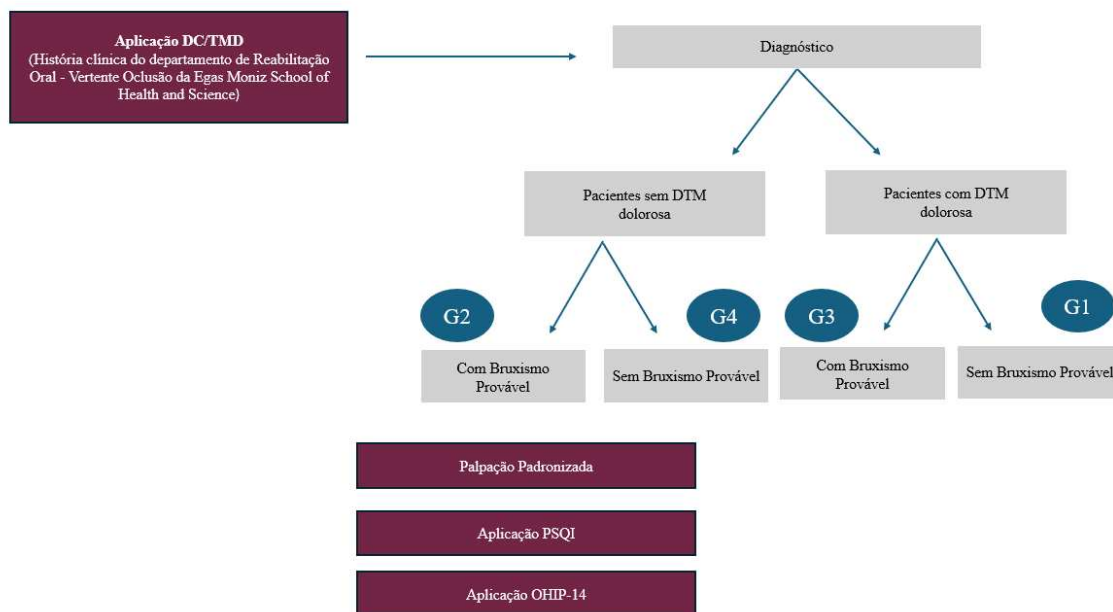 Aplicação DC/TMD
(História clínica do departamento de Reabilitação
Oral - Vertente Oclusão da Egas Moniz School of
Health and Science)
Diagnóstico
Pacientes sem DTM
dolorosa
Pacientes com DTM
dolorosa
G2
G4
G3
G1
Com Bruxismo
Provável
Sem Bruxismo Provável
Com Bruxismo
Provável
Sem Bruxismo Provável
Palpação Padronizada
Aplicação PSQI
Aplicação OHIP-14